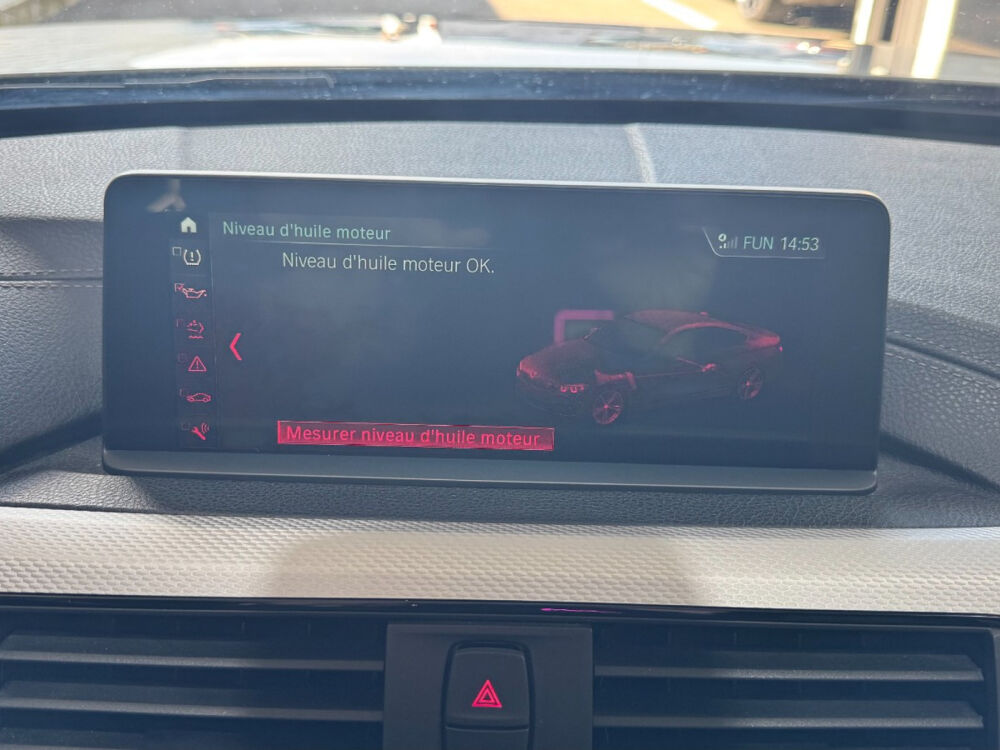 Niveau d'huile moteur
FUN 14:53
Niveau d'huile moteur OK.
Mesurer niveau d'huile moteur